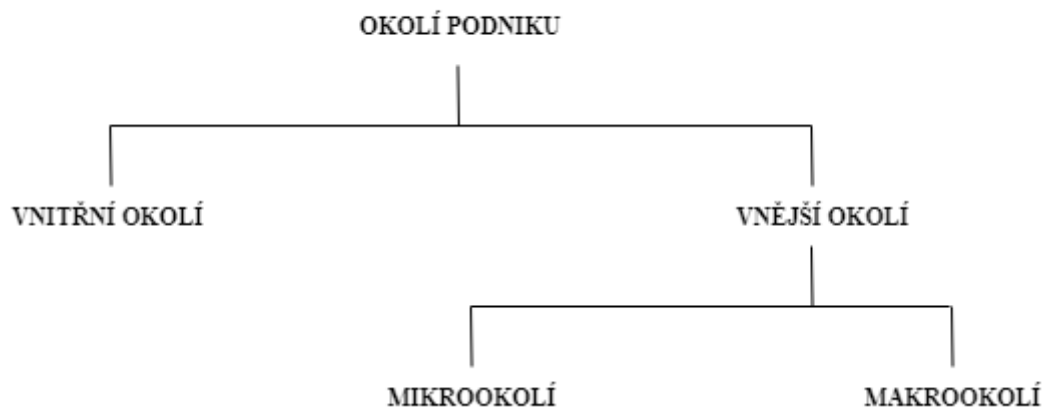 OKOLÍ PODNIKU
VNITŘNÍ OKOLÍ
VNĚJŠÍ OKOLÍ
MIKROOKOLÍ
MAKROOKOLÍ